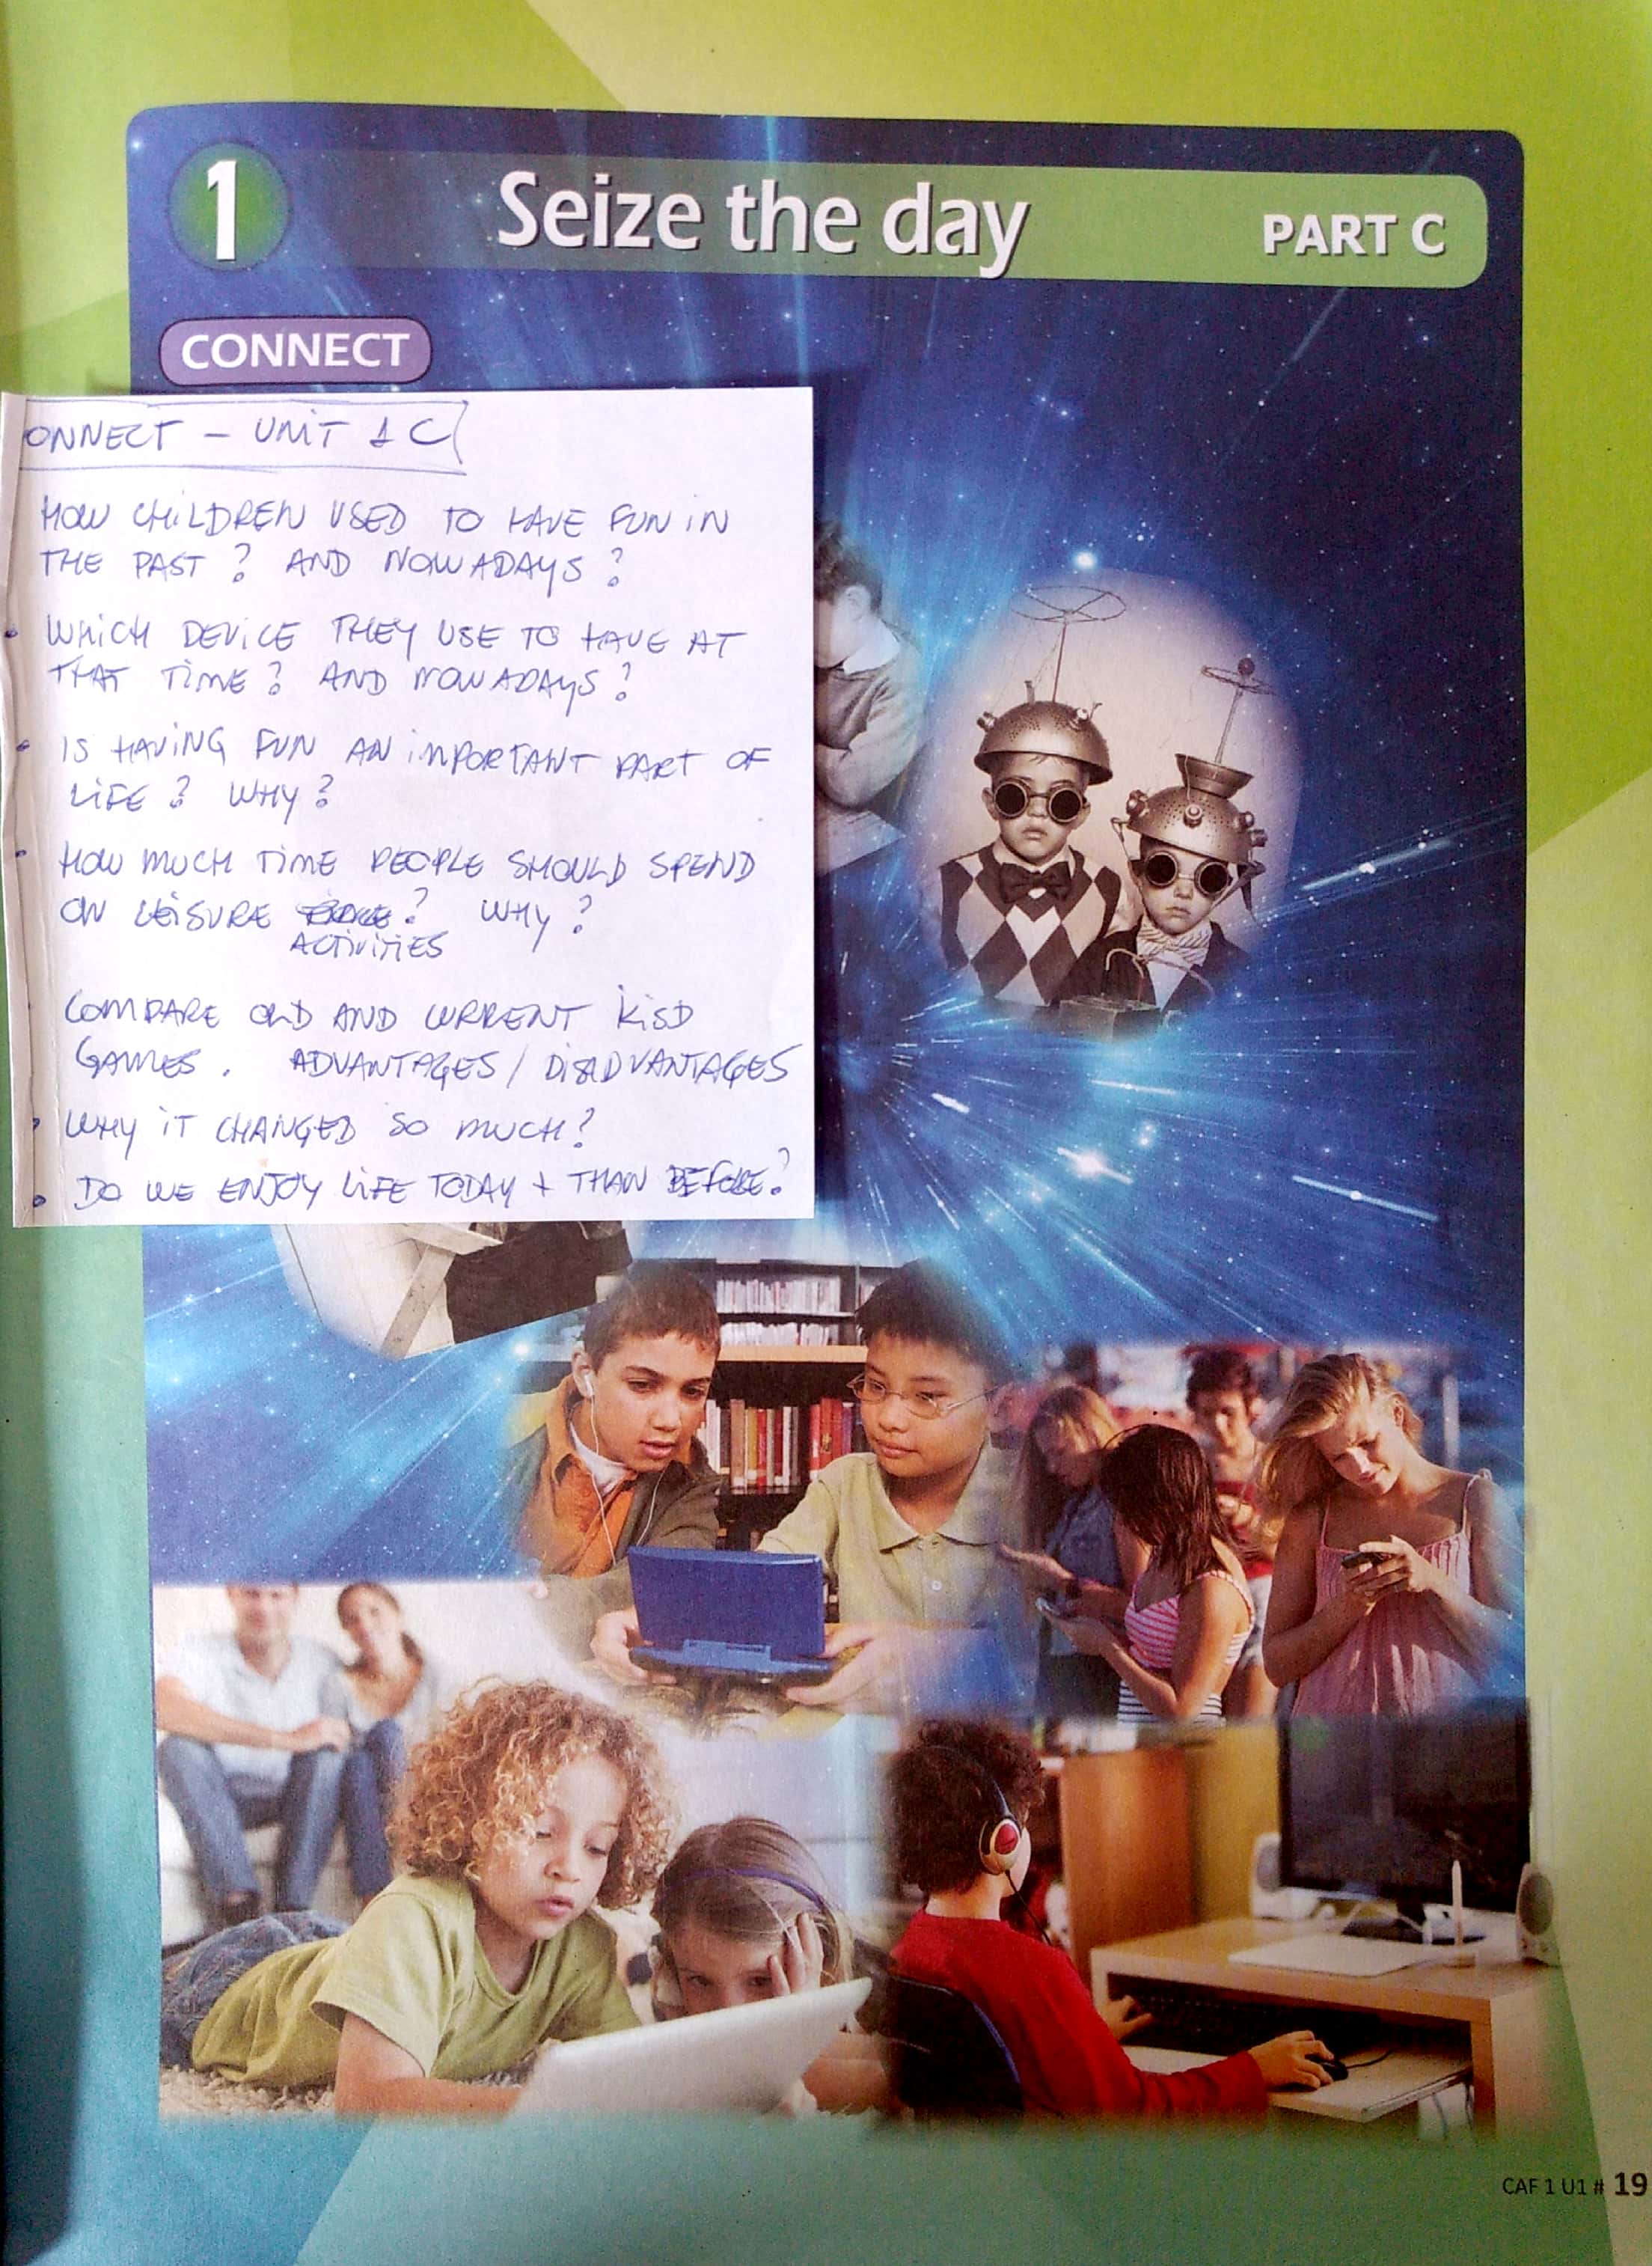 1 Seize the day PART C
CONNECT
ONNECT - UNIT 1 C
HOW CHILDREN USED TO HAVE FUN IN
THE PAST? AND NOWADAYS?
• WHICH DEVICE THEY USE TO HAVE AT
THAT TIME? AND NOWADAYS?
• IS HAVING FUN AN IMPORTANT PART OF
LIFE? WHY?
• HOW MUCH TIME PEOPLE SHOULD SPEND
ON LEISURE ? WHY?
ACTIVITIES
COMPARE OLD AND CURRENT KISD
GAMES. ADVANTAGES / DISADVANTAGES
• WHY IT CHANGED SO MUCH?
• DO WE ENJOY LIFE TODAY + THAN BEFORE?
CAF 1 U1 # 19